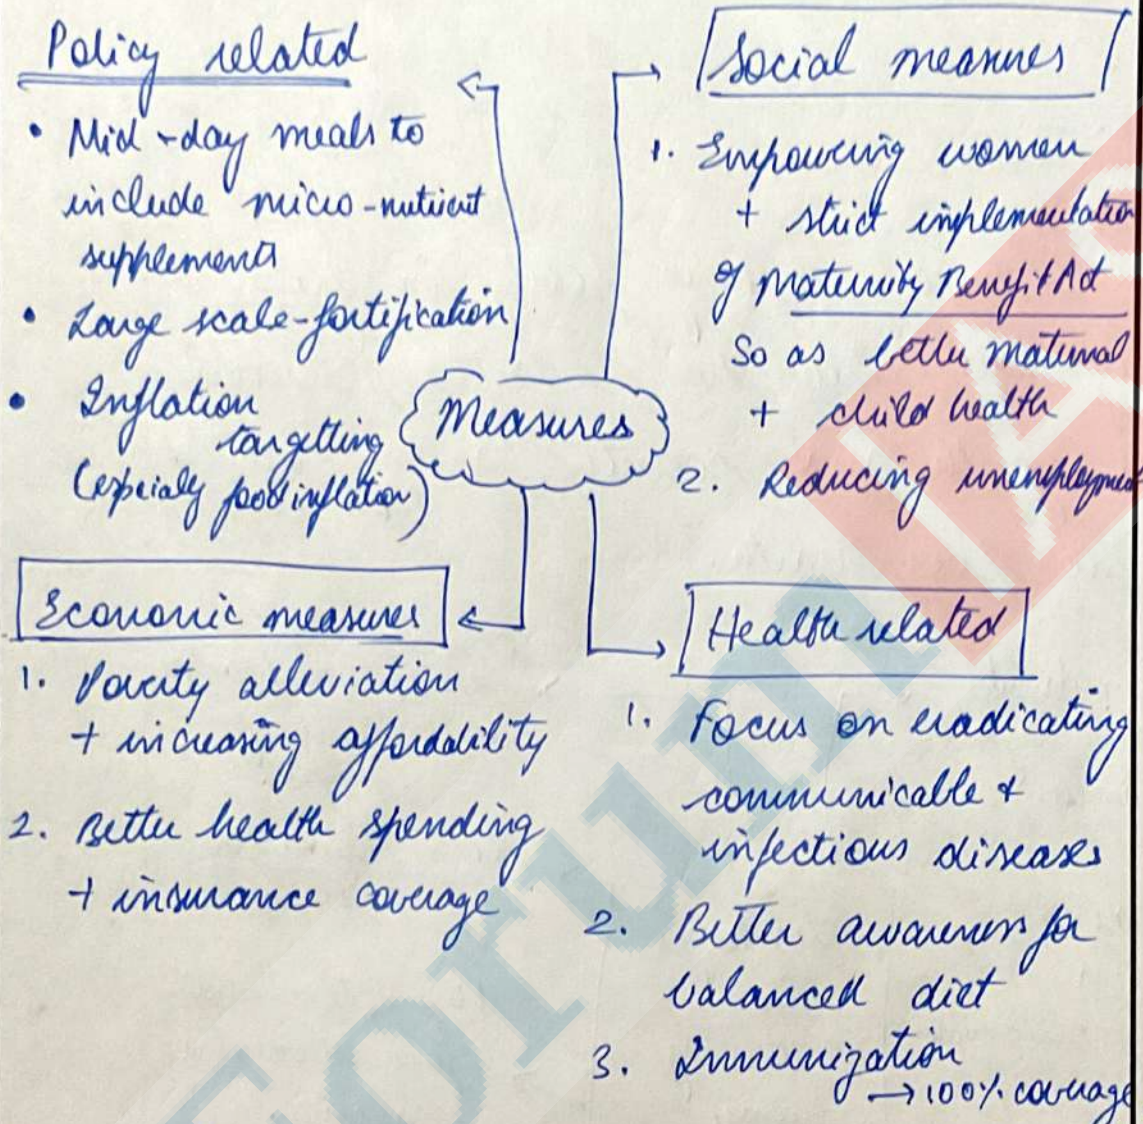 Policy related
• Mid-day meals to
include micro-nutrient
supplements
• Large scale-fortification
• Inflation
targetting
(especialy food inflation)
Social measures
1. Empowering women
+ strict implementation
of Maternity Benefit Act
So as better maternal
+ child health
2. Reducing unemployment
Measures
Economic measures
1. Poverty alleviation
+ increasing affordability
2. Better health spending
+ insurance coverage
Health related
1. Focus on eradicating
communicable &
infectious diseases
2. Better awareness for
balanced diet
3. Immunization
→ 100% coverage
Forum IAS